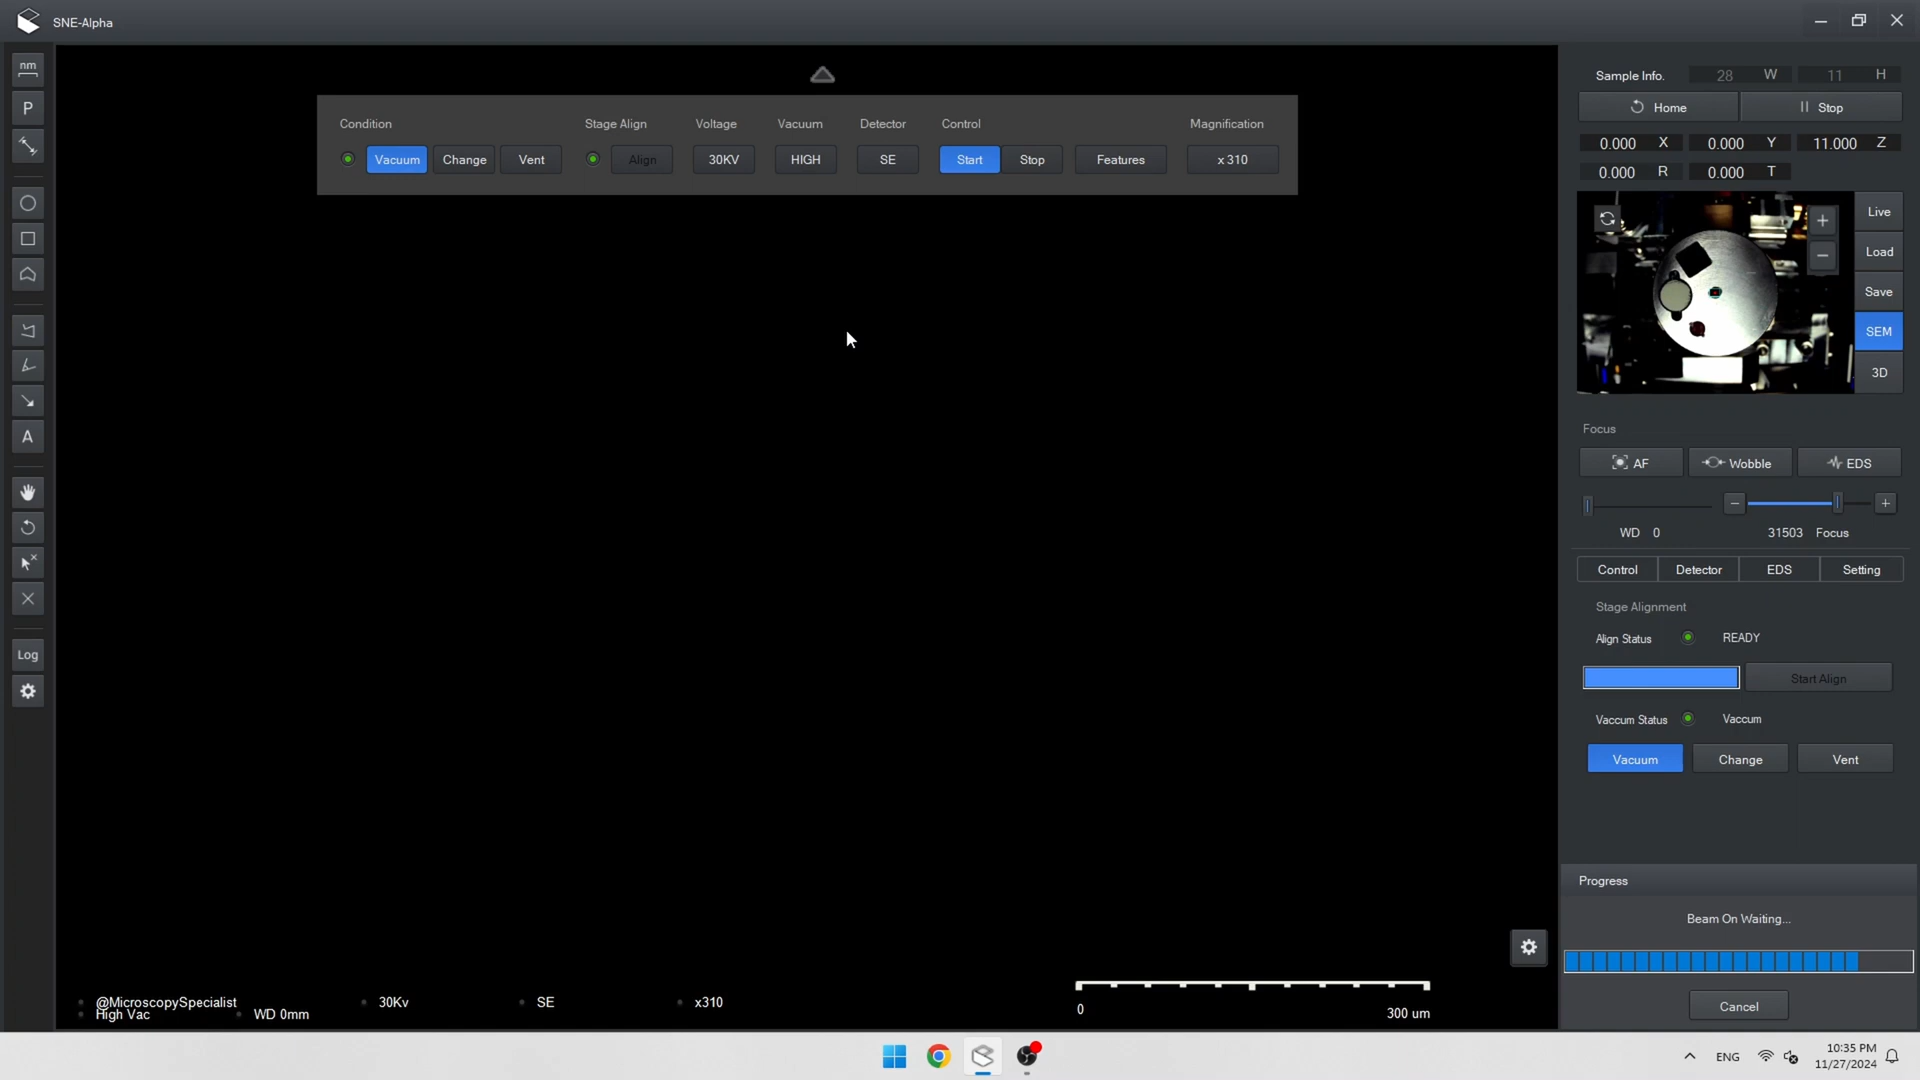 SNE-Alpha
nm
P
A
Log
Condition
Vacuum
Change
Vent
Stage Align
Align
Voltage
30KV
Vacuum
HIGH
Detector
SE
Control
Start
Stop
Features
Magnification
x 310
Sample Info.
28 W
11 H
Home
Stop
0.000 X
0.000 Y
11.000 Z
0.000 R
0.000 T
Live
Load
Save
SEM
3D
Focus
AF
Wobble
EDS
WD 0
31503 Focus
Control
Detector
EDS
Setting
Stage Alignment
Align Status
READY
Start Align
Vaccum Status
Vaccum
Vacuum
Change
Vent
Progress
Beam On Waiting...
Cancel
@MicroscopySpecialist
30Kv
SE
x310
High Vac
WD 0mm
0
300 um
ENG
10:35 PM
11/27/2024